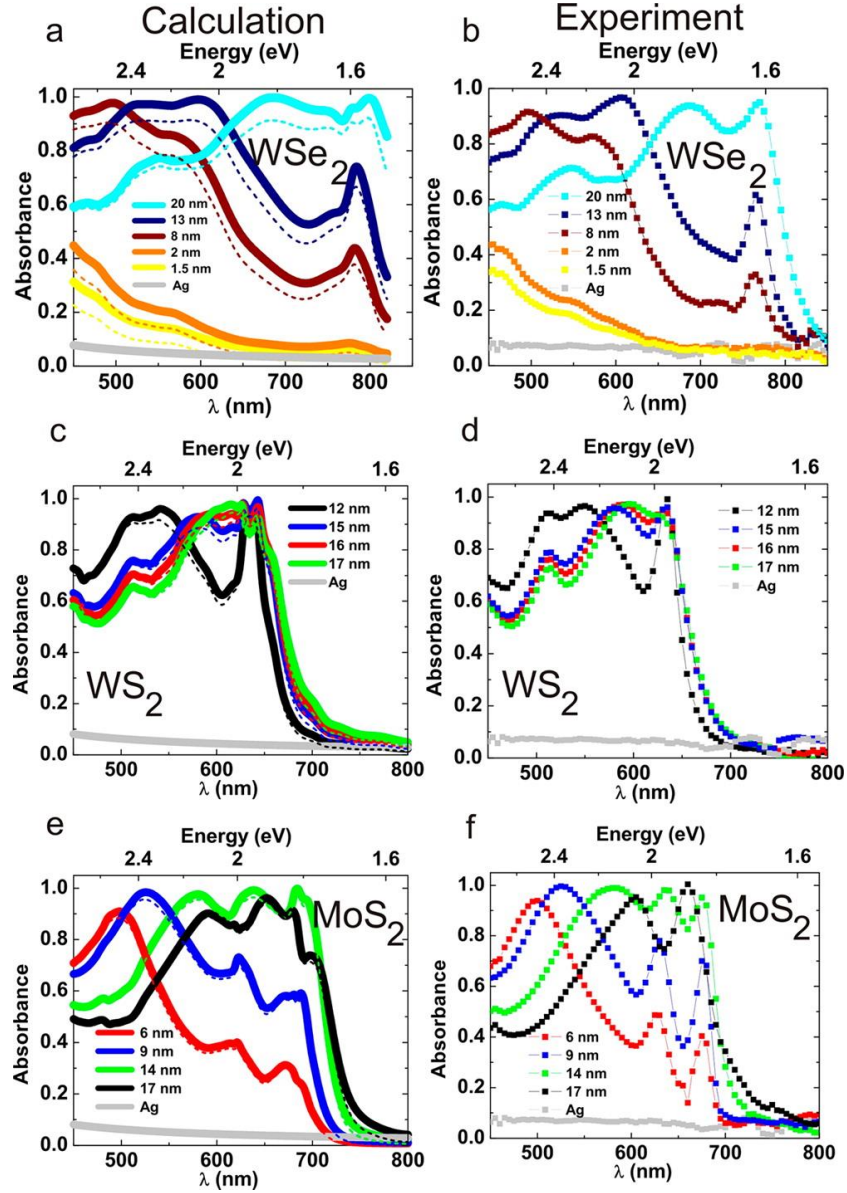 Calculation
Experiment
a
Energy (eV)
2.4 2 1.6
Absorbance
1.0
0.8
0.6
0.4
0.2
0.0
WSe2
20 nm
13 nm
8 nm
2 nm
1.5 nm
Ag
500 600 700 800
λ (nm)
b
Energy (eV)
2.4 2 1.6
Absorbance
1.0
0.8
0.6
0.4
0.2
0.0
WSe2
20 nm
13 nm
8 nm
2 nm
1.5 nm
Ag
500 600 700 800
λ (nm)
c
Energy (eV)
2.4 2 1.6
Absorbance
1.0
0.8
0.6
0.4
0.2
0.0
12 nm
15 nm
16 nm
17 nm
Ag
WS2
500 600 700 800
λ (nm)
d
Energy (eV)
2.4 2 1.6
Absorbance
1.0
0.8
0.6
0.4
0.2
0.0
12 nm
15 nm
16 nm
17 nm
Ag
WS2
500 600 700 800
λ (nm)
e
Energy (eV)
2.4 2 1.6
Absorbance
1.0
0.8
0.6
0.4
0.2
0.0
MoS2
6 nm
9 nm
14 nm
17 nm
Ag
500 600 700 800
λ (nm)
f
Energy (eV)
2.4 2 1.6
Absorbance
1.0
0.8
0.6
0.4
0.2
0.0
MoS2
6 nm
9 nm
14 nm
17 nm
Ag
500 600 700 800
λ (nm)